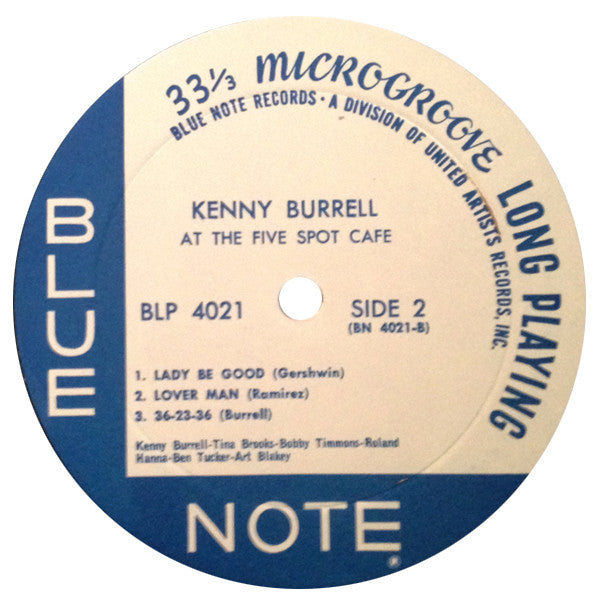 33⅓ MICROGROOVE LONG PLAYING
BLUE NOTE RECORDS · A DIVISION OF UNITED ARTISTS RECORDS, INC.
KENNY BURRELL
AT THE FIVE SPOT CAFE
BLP 4021 SIDE 2
(BN 4021-B)
1. LADY BE GOOD (Gershwin)
2. LOVER MAN (Ramirez)
3. 36-23-36 (Burrell)
Kenny Burrell-Tina Brooks-Bobby Timmons-Roland
Hanna-Ben Tucker-Art Blakey
BLUE
NOTE®